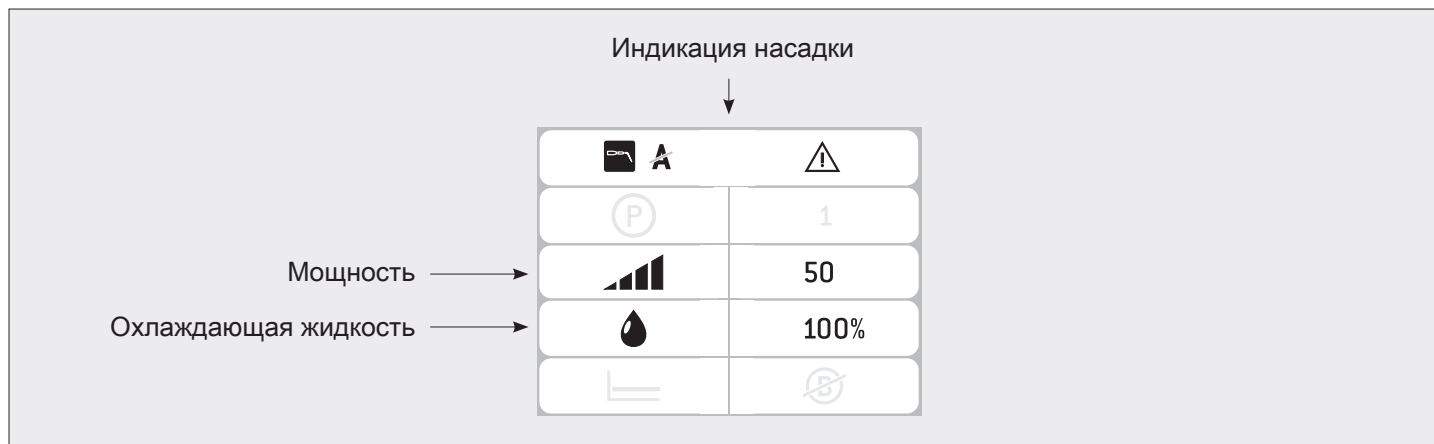 Индикация насадки
A
P 1
Мощность 50
Охлаждающая жидкость 100%
B